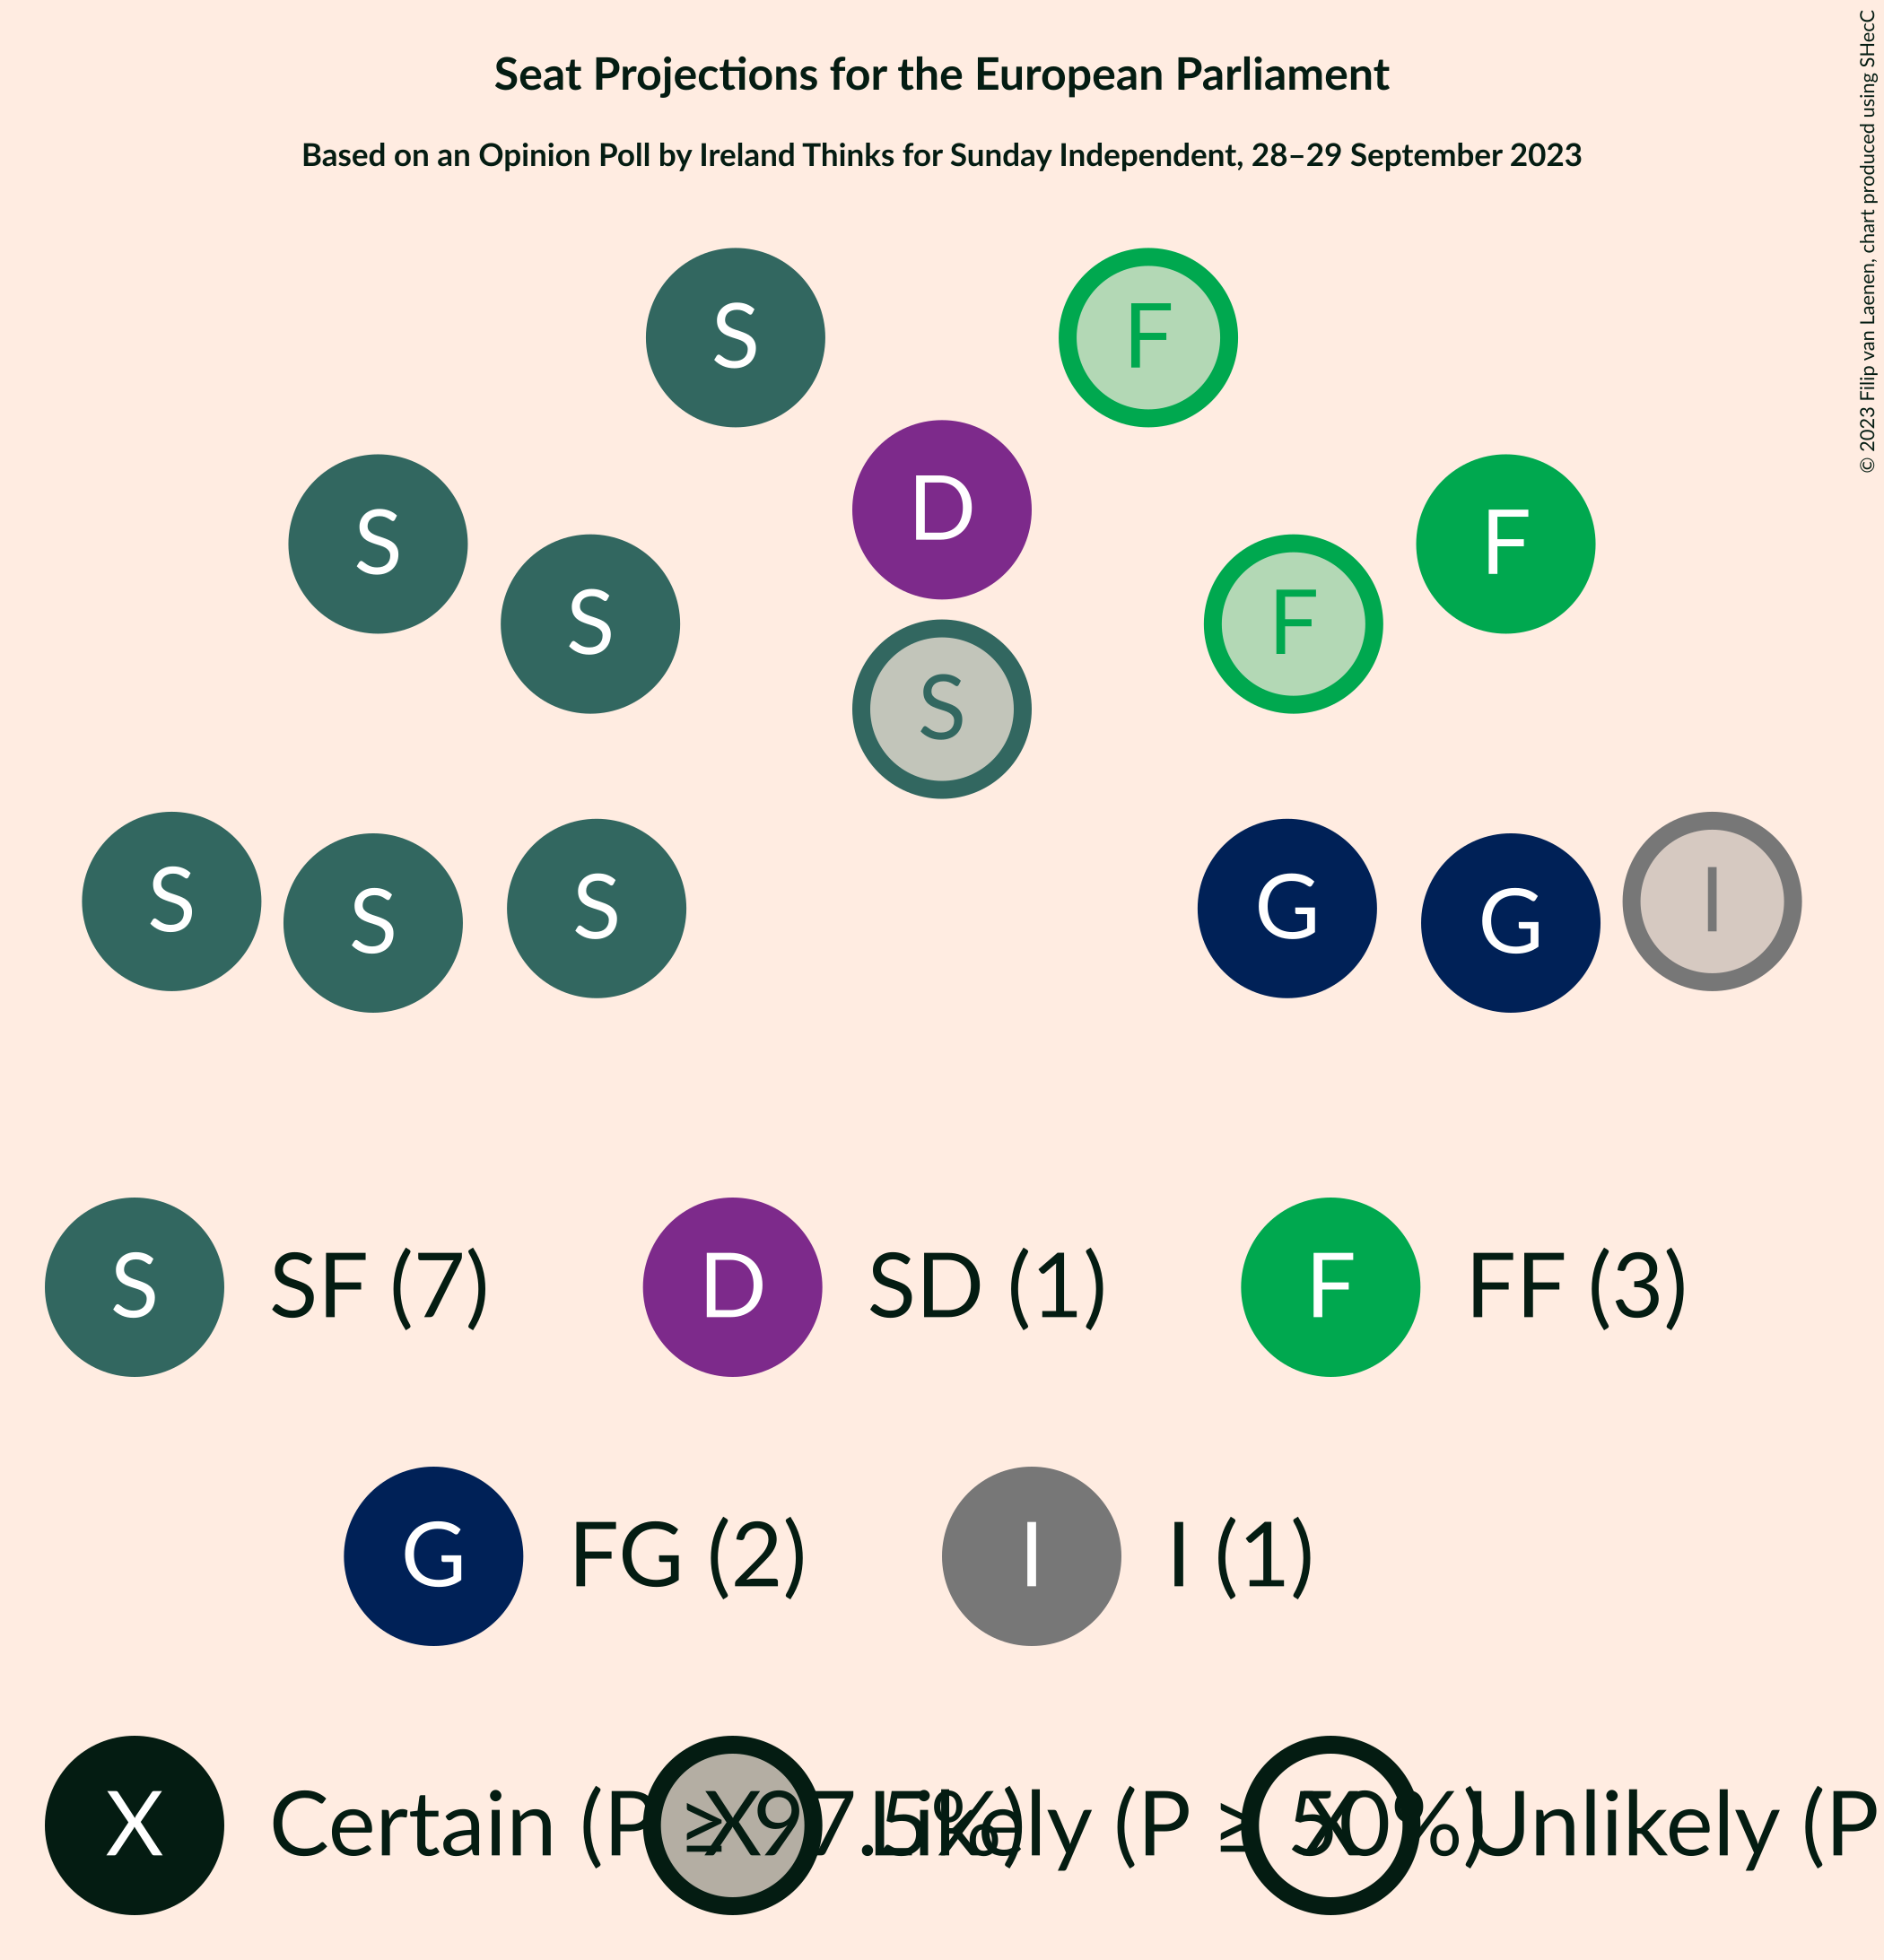 Seat Projections for the European Parliament
Based on an Opinion Poll by Ireland Thinks for Sunday Independent, 28–29 September 2023
© 2023 Filip van Laenen, chart produced using SHecC
S F
D
S F
S F
S
S S
S G
G I
S SF (7) D SD (1) F FF (3)
G FG (2) I I (1)
X Certain (P ≥ 97.5%) X Likely (P ≥ 50%) X Unlikely (P